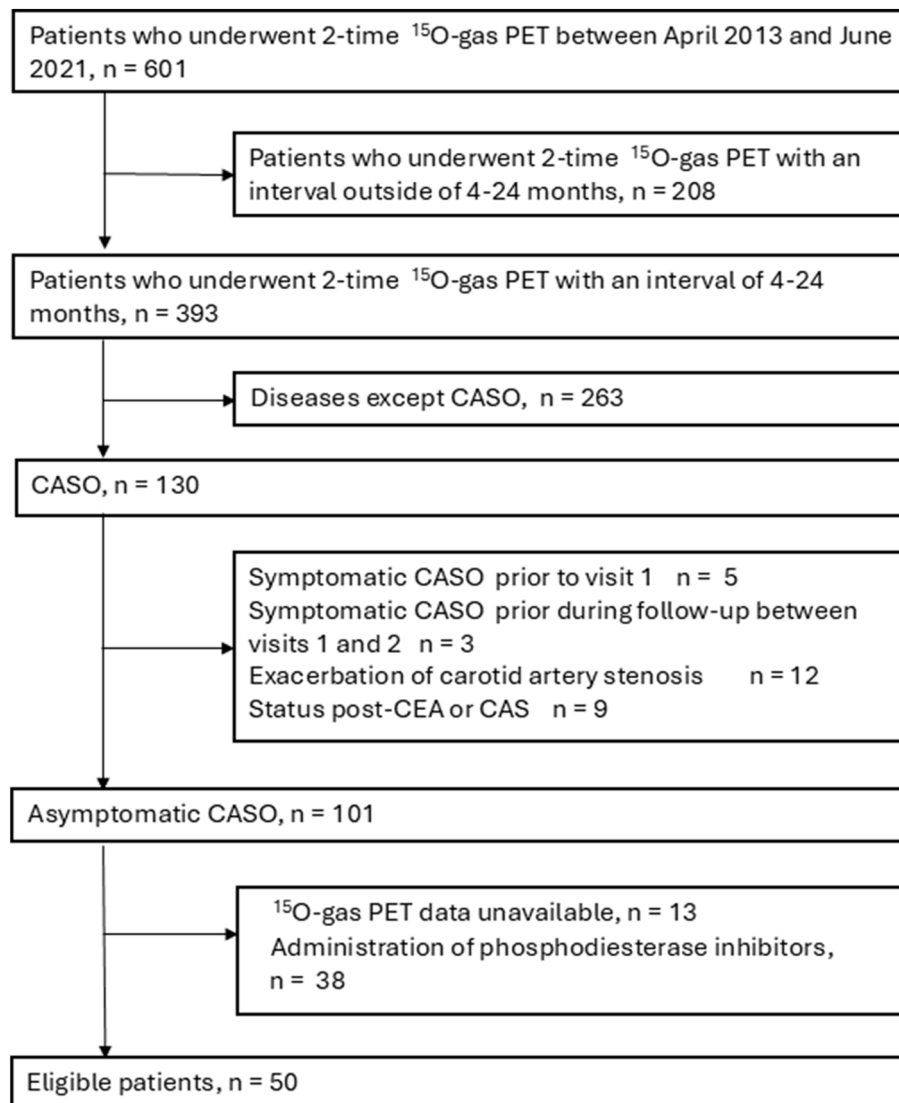 Patients who underwent 2-time ¹⁵O-gas PET between April 2013 and June
2021, n = 601
Patients who underwent 2-time ¹⁵O-gas PET with an
interval outside of 4-24 months, n = 208
Patients who underwent 2-time ¹⁵O-gas PET with an interval of 4-24
months, n = 393
Diseases except CASO, n = 263
CASO, n = 130
Symptomatic CASO prior to visit 1 n = 5
Symptomatic CASO prior during follow-up between
visits 1 and 2 n = 3
Exacerbation of carotid artery stenosis n = 12
Status post-CEA or CAS n = 9
Asymptomatic CASO, n = 101
¹⁵O-gas PET data unavailable, n = 13
Administration of phosphodiesterase inhibitors,
n = 38
Eligible patients, n = 50